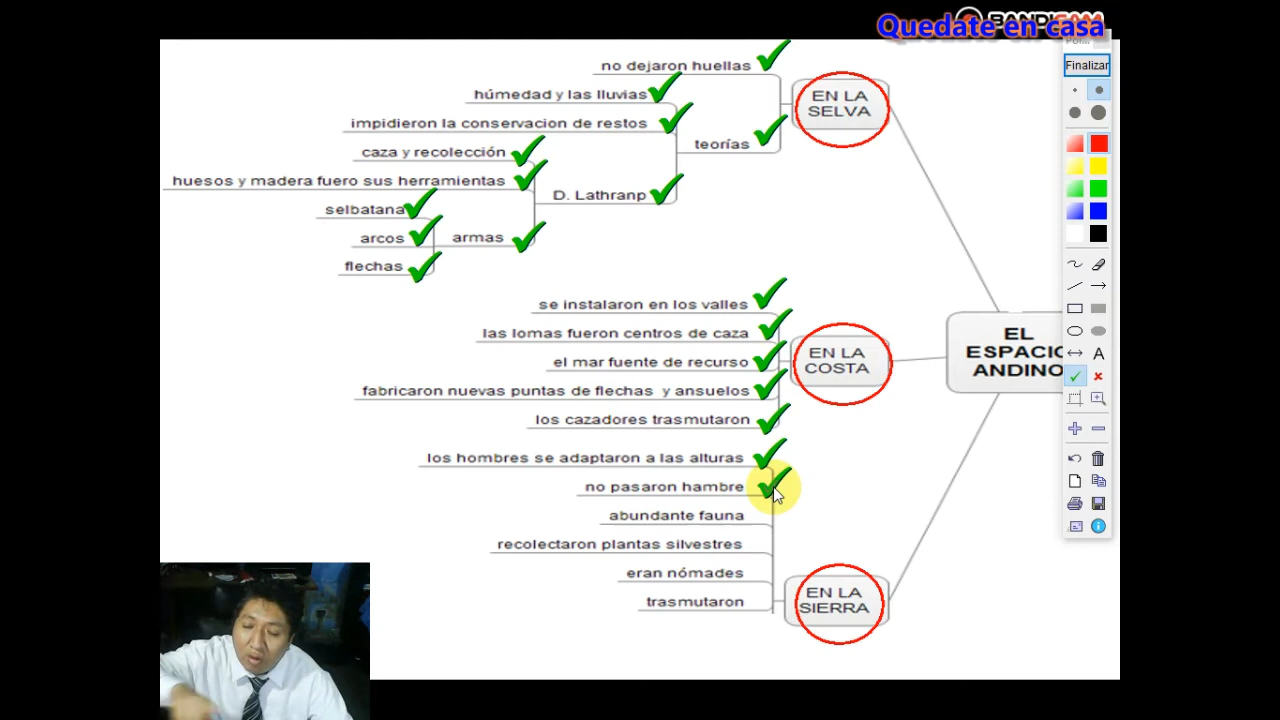 BANDICAM
Quedate en casa
Finalizar
no dejaron huellas
húmedad y las lluvias
impidieron la conservacion de restos
teorías
EN LA
SELVA
caza y recolección
huesos y madera fuero sus herramientas
D. Lathranp
selbatana
arcos
armas
flechas
se instalaron en los valles
las lomas fueron centros de caza
el mar fuente de recurso
fabricaron nuevas puntas de flechas y ansuelos
los cazadores trasmutaron
EN LA
COSTA
EL
ESPACIO
ANDINO
los hombres se adaptaron a las alturas
no pasaron hambre
abundante fauna
recolectaron plantas silvestres
eran nómades
trasmutaron
EN LA
SIERRA
A